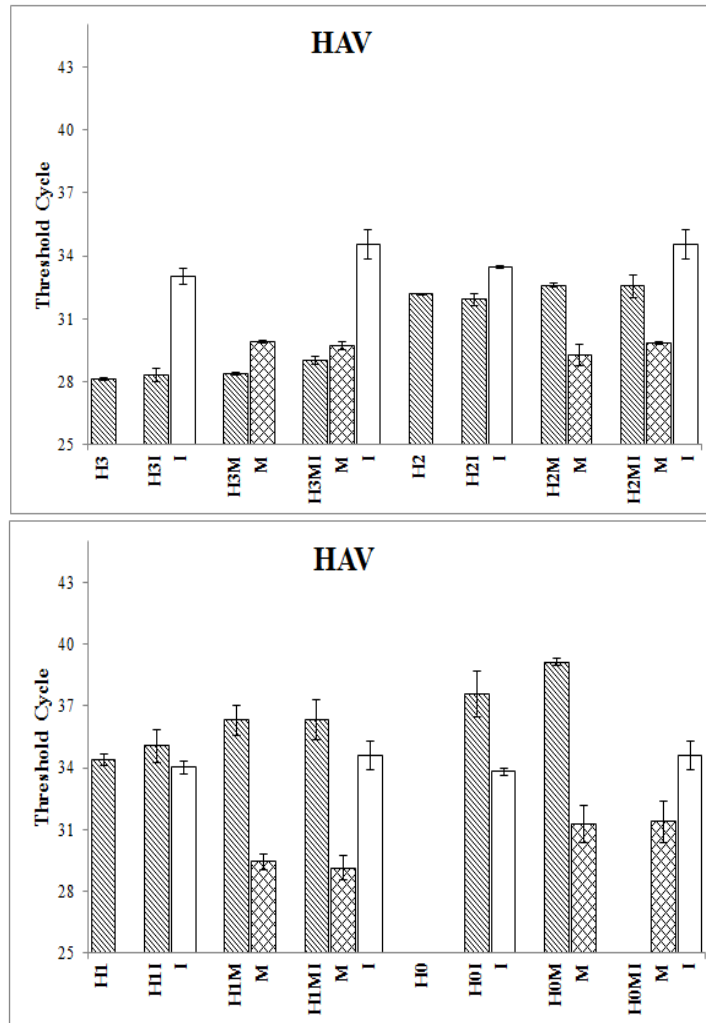 HAV
Threshold Cycle
43
40
37
34
31
28
25
H3
H3I
I
H3M
M
H3MI
M
I
H2
H2I
I
H2M
M
H2MI
M
I
HAV
Threshold Cycle
43
40
37
34
31
28
25
H1
H1I
I
H1M
M
H1MI
M
I
H0
H0I
I
H0M
M
H0MI
M
I